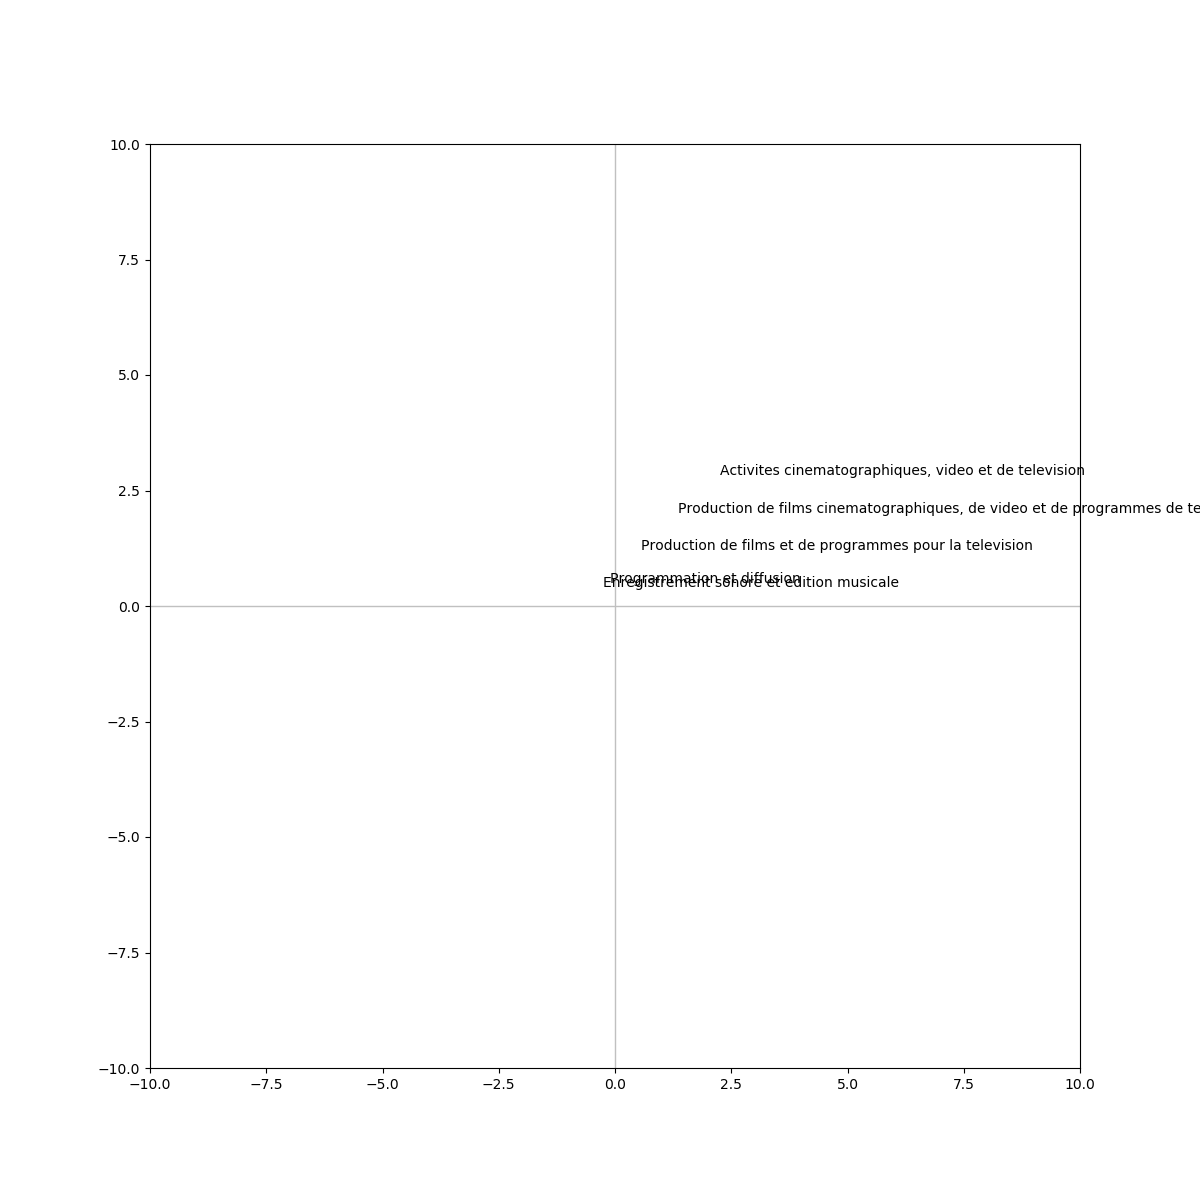 10.0
7.5
5.0
Activites cinematographiques, video et de television
2.5
Production de films cinematographiques, de video et de programmes de te
Production de films et de programmes pour la television
Programmation et diffusion
Enregistrement sonore et edition musicale
0.0
−2.5
−5.0
−7.5
−10.0
−10.0 −7.5 −5.0 −2.5 0.0 2.5 5.0 7.5 10.0